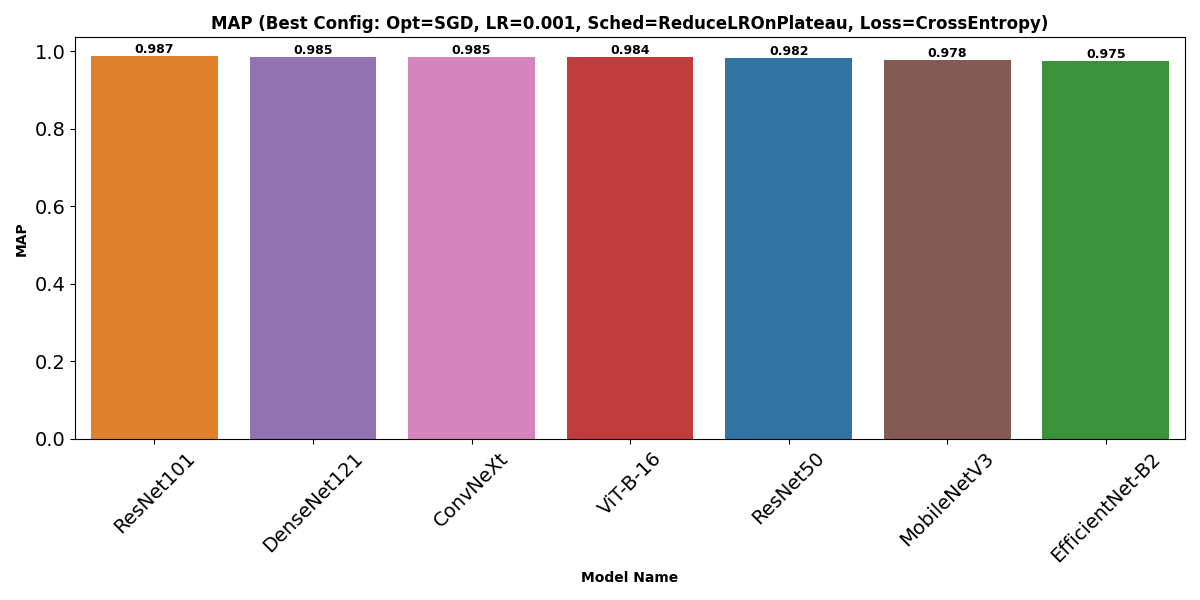 MAP (Best Config: Opt=SGD, LR=0.001, Sched=ReduceLROnPlateau, Loss=CrossEntropy)
MAP
1.0
0.8
0.6
0.4
0.2
0.0
0.987
0.985
0.985
0.984
0.982
0.978
0.975
ResNet101
DenseNet121
ConvNeXt
ViT-B-16
ResNet50
MobileNetV3
EfficientNet-B2
Model Name